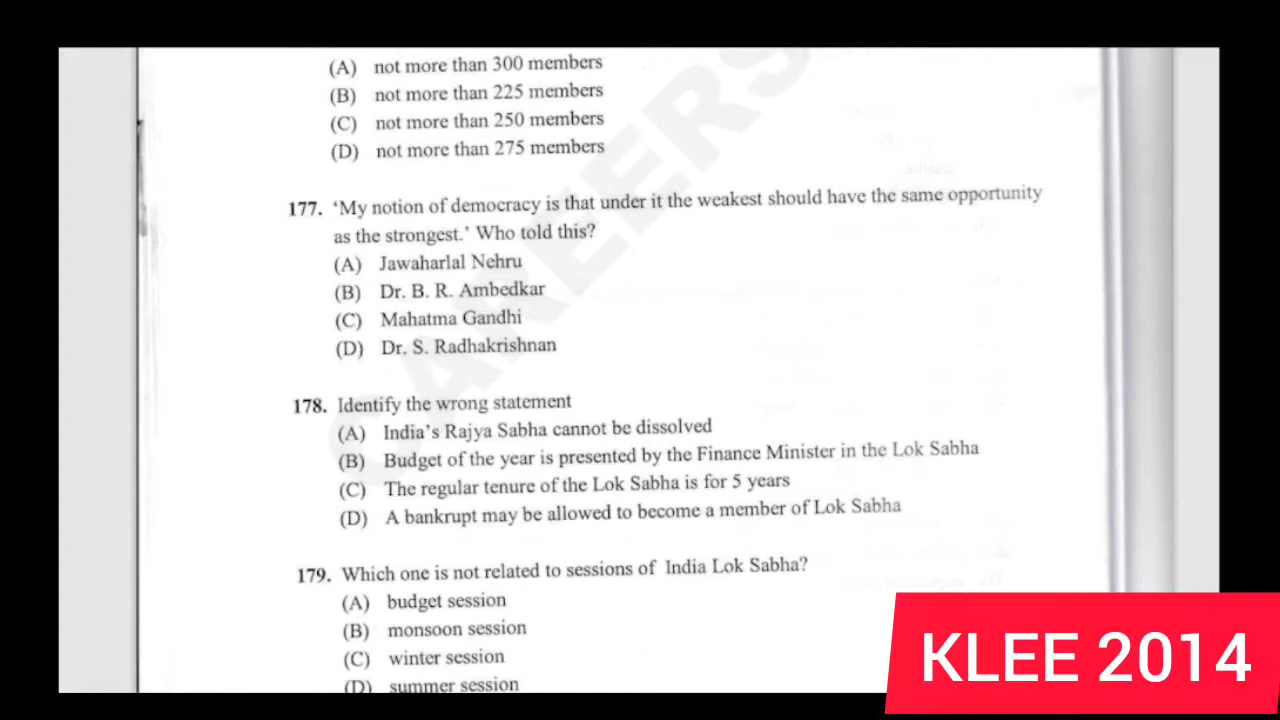 (A) not more than 300 members
(B) not more than 225 members
(C) not more than 250 members
(D) not more than 275 members
177. ‘My notion of democracy is that under it the weakest should have the same opportunity
as the strongest.’ Who told this?
(A) Jawaharlal Nehru
(B) Dr. B. R. Ambedkar
(C) Mahatma Gandhi
(D) Dr. S. Radhakrishnan
178. Identify the wrong statement
(A) India’s Rajya Sabha cannot be dissolved
(B) Budget of the year is presented by the Finance Minister in the Lok Sabha
(C) The regular tenure of the Lok Sabha is for 5 years
(D) A bankrupt may be allowed to become a member of Lok Sabha
179. Which one is not related to sessions of India Lok Sabha?
(A) budget session
(B) monsoon session
(C) winter session
(D) summer session
CAREERS
KLEE 2014